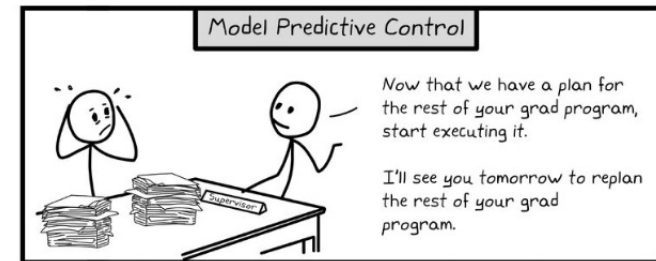 Model Predictive Control
Now that we have a plan for
the rest of your grad program,
start executing it.
I'll see you tomorrow to replan
the rest of your grad
program.
Supervisor